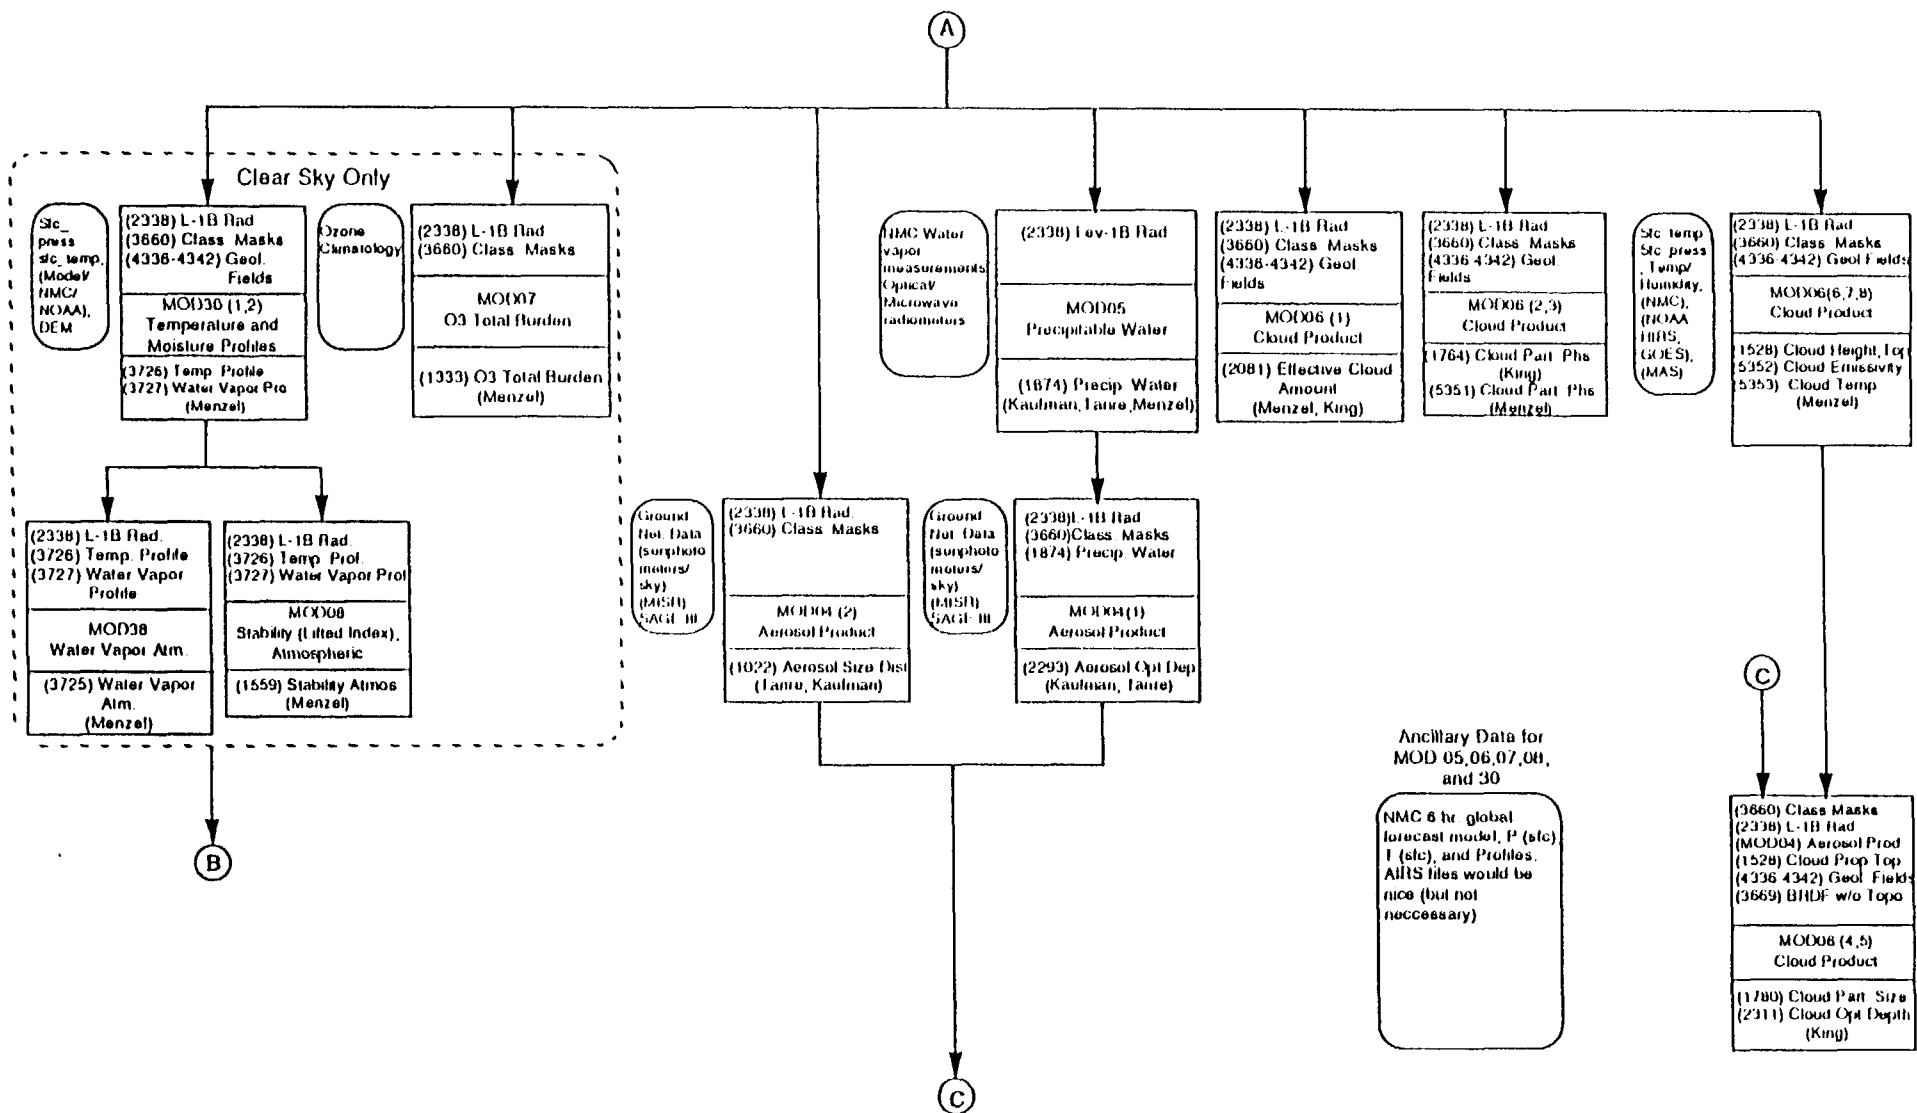 A
Clear Sky Only
Sfc_
press
sfc_temp,
(Model/
NMC/
NOAA),
DEM
(2338) L-1B Rad
(3660) Class Masks
(4336-4342) Geol.
Fields
MOD30 (1,2)
Temperature and
Moisture Profiles
(3726) Temp Profile
(3727) Water Vapor Pro
(Menzel)
Ozone
Climatology
(2338) L-1B Rad
(3660) Class Masks
MOD07
O3 Total Burden
(1333) O3 Total Burden
(Menzel)
NMC Water
vapor
measurements
Optical/
Microwave
radiometers
(2338) Lev-1B Rad
MOD05
Precipitable Water
(1874) Precip. Water
(Kaufman,Tanre,Menzel)
(2338) L-1B Rad
(3660) Class Masks
(4336-4342) Geol.
Fields
MOD06 (1)
Cloud Product
(2081) Effective Cloud
Amount
(Menzel, King)
(2338) L-1B Rad
(3660) Class Masks
(4336-4342) Geol.
Fields
MOD06 (2,3)
Cloud Product
(1764) Cloud Part Phs
(King)
(5351) Cloud Part Phs
(Menzel)
Sfc temp
Sfc press
, Temp/
Humidity,
(NMC),
(NOAA
HIRS,
GOES),
(MAS)
(2338) L-1B Rad
(3660) Class Masks
(4336-4342) Geol Fields
MOD06(6,7,8)
Cloud Product
(1528) Cloud Height,Top
(5352) Cloud Emissivity
(5353) Cloud Temp
(Menzel)
(2338) L-1B Rad.
(3726) Temp. Profile
(3727) Water Vapor
Profile
MOD38
Water Vapor Atm.
(3725) Water Vapor
Atm.
(Menzel)
(2338) L-1B Rad.
(3726) Temp Prof.
(3727) Water Vapor Prof
MOD08
Stability (Lifted Index),
Atmospheric
(1559) Stability Atmos
(Menzel)
Ground
Net. Data
(sunphoto
meters/
sky)
(MISR)
SAGE III
(2338) L-1B Rad.
(3660) Class Masks
MOD04 (2)
Aerosol Product
(1022) Aerosol Size Dist
(Tanre, Kaufman)
Ground
Net. Data
(sunphoto
meters/
sky)
(MISR)
SAGE III
(2338)L-1B Rad
(3660)Class. Masks
(1874) Precip. Water
MOD04(1)
Aerosol Product
(2293) Aerosol Opt Dep
(Kaufman, Tanre)
C
B
Ancillary Data for
MOD 05,06,07,08,
and 30
NMC 6 hr. global
forecast model, P (sfc)
T (sfc), and Profiles.
AIRS files would be
nice (but not
neccessary)
(3660) Class Masks
(2338) L-1B Rad
(MOD04) Aerosol Prod
(1528) Cloud Prop Top
(4336-4342) Geol Fields
(3669) BRDF w/o Topo
MOD06 (4,5)
Cloud Product
(1780) Cloud Part Size
(2311) Cloud Opt Depth
(King)
C